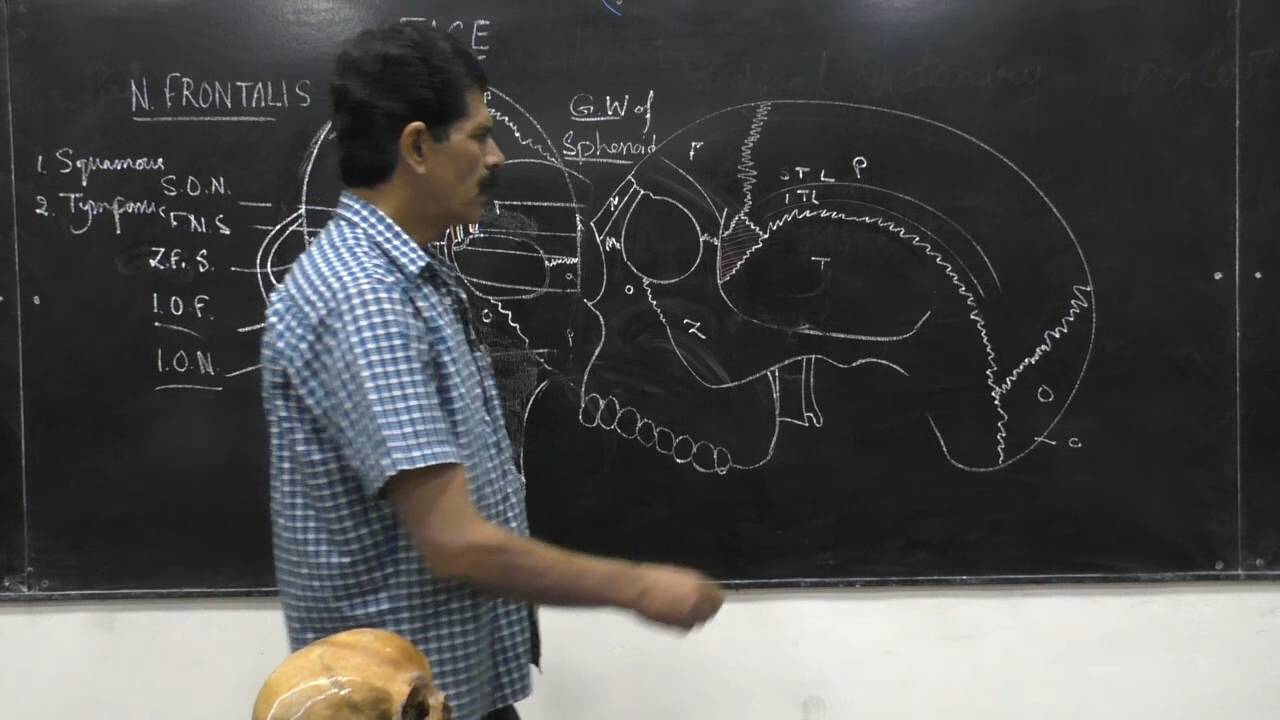 FACE
N. FRONTALIS
1. Squamous
2. Tympanic
S.O.N.
F.N.S
Z.F.S.
I.O.F.
I.O.N.
G.W of
Sphenoid
F
STL P
ITL
N
M
T
O
Z
O
O